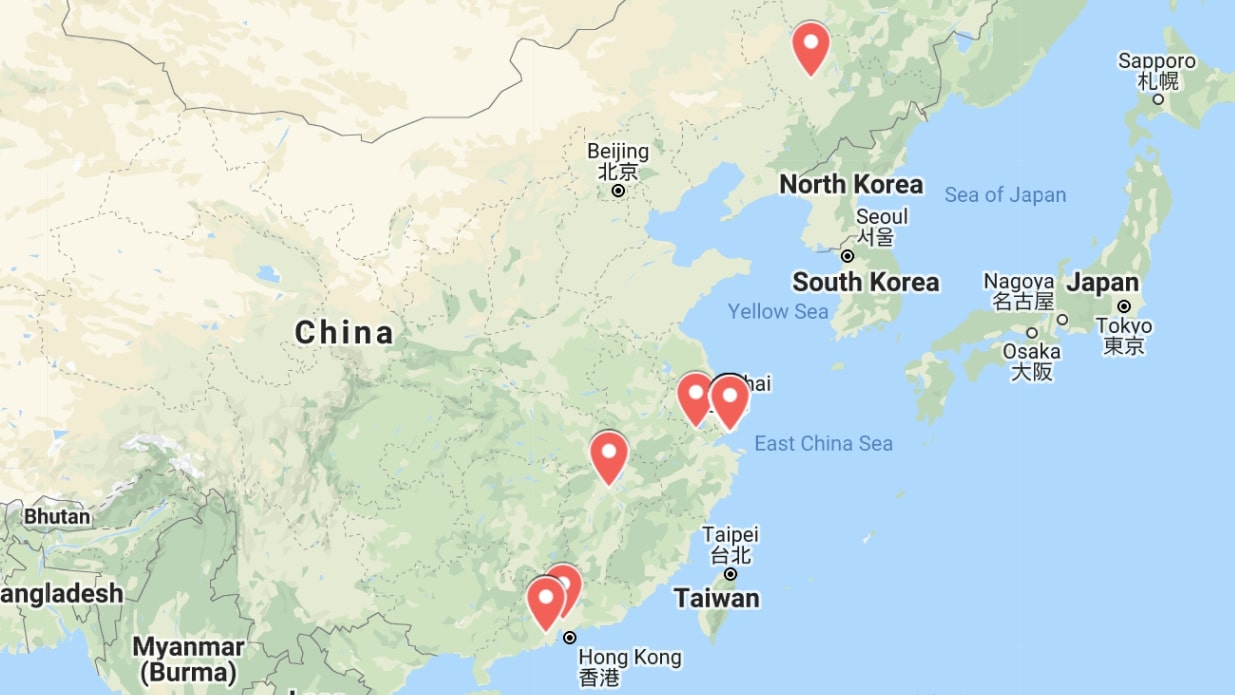 Sapporo
札幌
Beijing
北京
North Korea
Sea of Japan
Seoul
서울
South Korea
Nagoya
名古屋
Japan
Yellow Sea
Tokyo
東京
Osaka
大阪
China
hai
East China Sea
Bhutan
Taipei
台北
Taiwan
angladesh
Myanmar
(Burma)
Hong Kong
香港